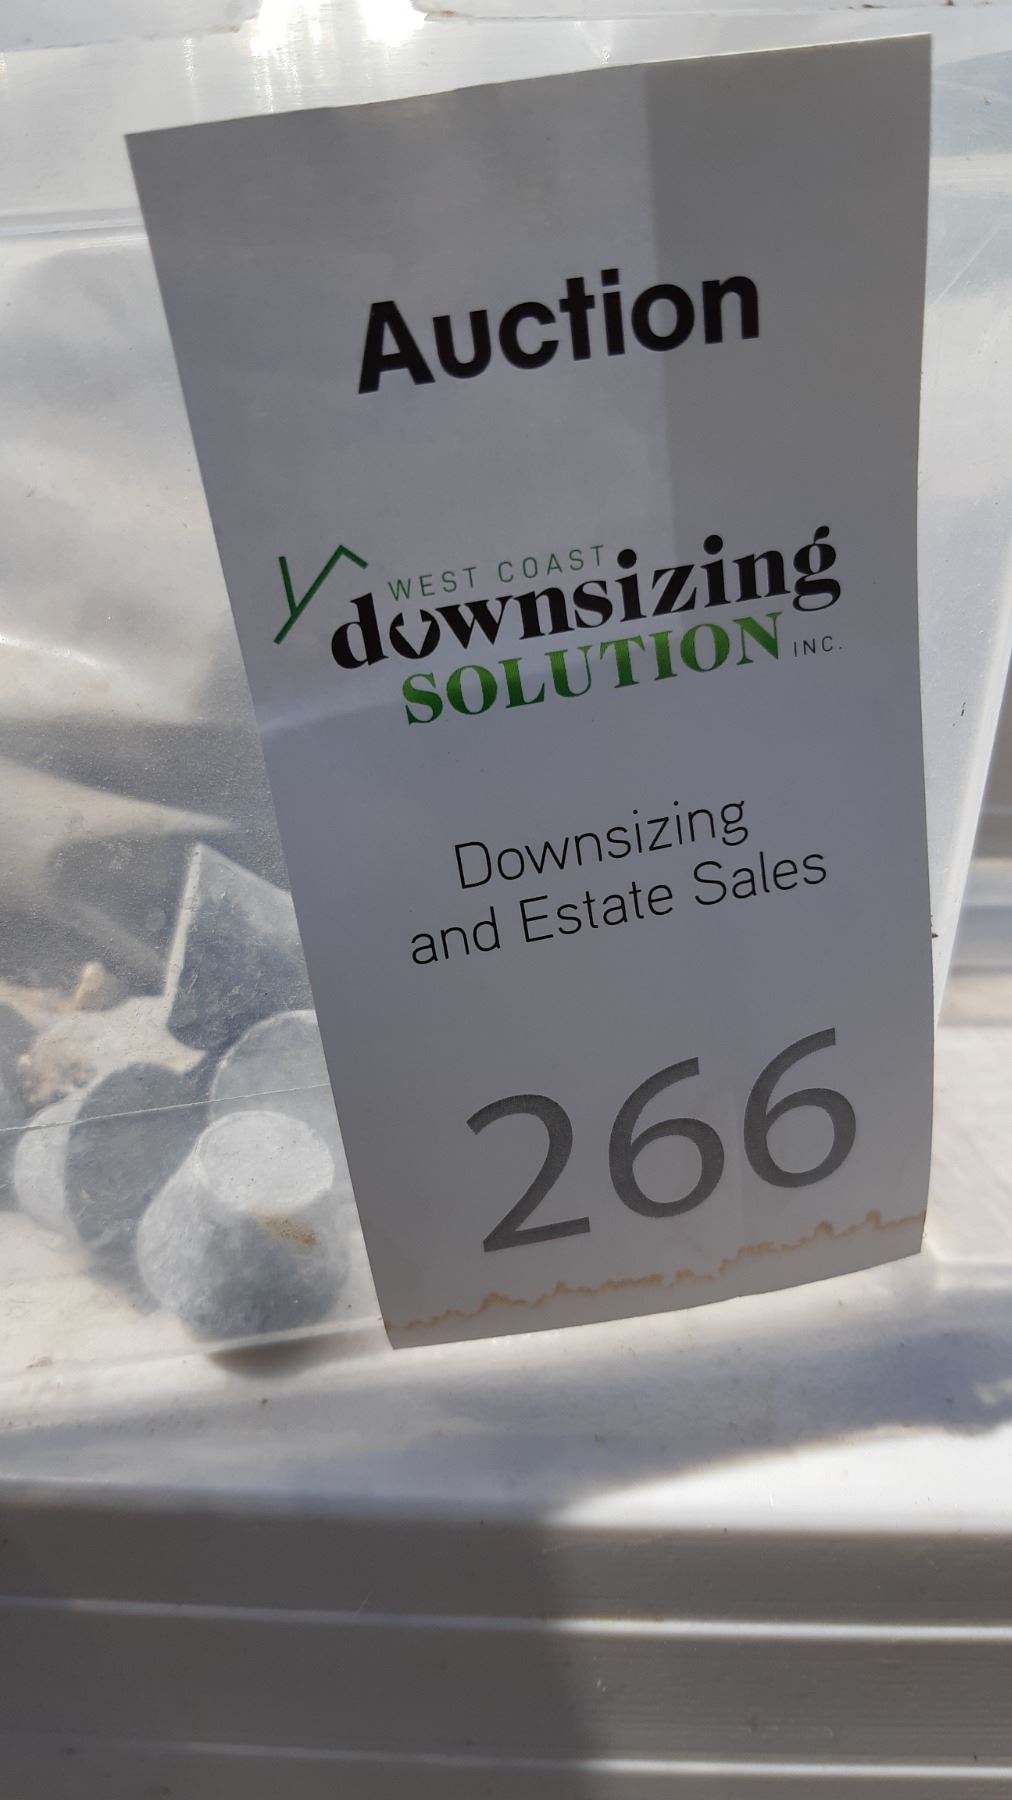 Auction
WEST COAST
downsizing
SOLUTION INC.
Downsizing
and Estate Sales
266